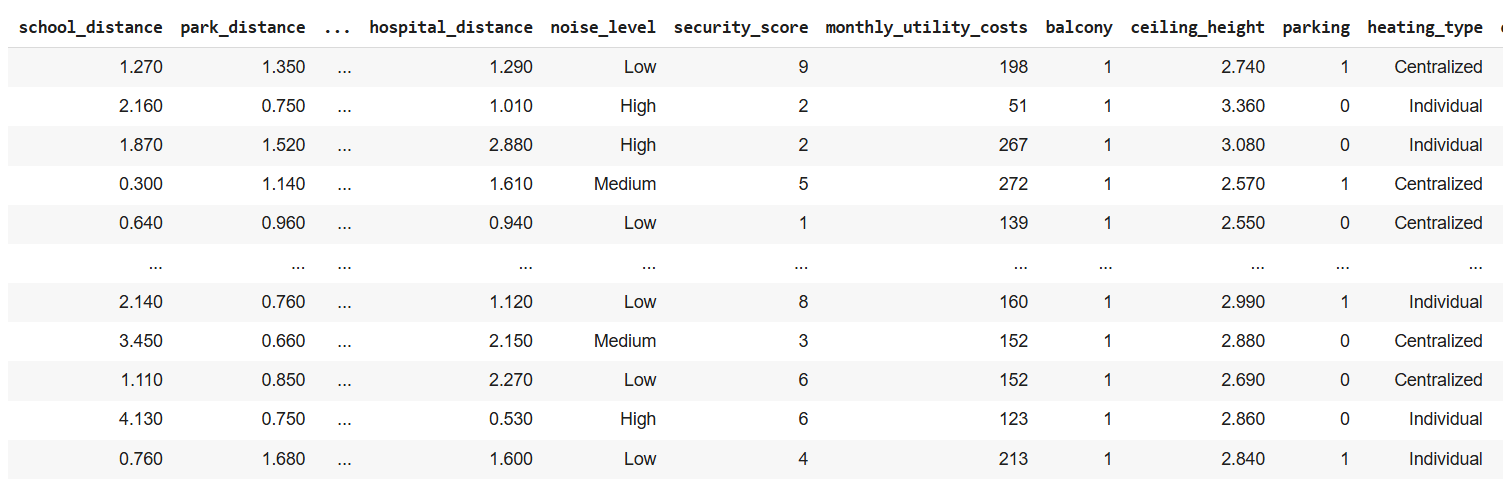 school_distance park_distance ... hospital_distance noise_level security_score monthly_utility_costs balcony ceiling_height parking heating_type
1.270 1.350 ... 1.290 Low 9 198 1 2.740 1 Centralized
2.160 0.750 ... 1.010 High 2 51 1 3.360 0 Individual
1.870 1.520 ... 2.880 High 2 267 1 3.080 0 Individual
0.300 1.140 ... 1.610 Medium 5 272 1 2.570 1 Centralized
0.640 0.960 ... 0.940 Low 1 139 1 2.550 0 Centralized
... ... ... ... ... ... ... ... ... ... ...
2.140 0.760 ... 1.120 Low 8 160 1 2.990 1 Individual
3.450 0.660 ... 2.150 Medium 3 152 1 2.880 0 Centralized
1.110 0.850 ... 2.270 Low 6 152 1 2.690 0 Centralized
4.130 0.750 ... 0.530 High 6 123 1 2.860 0 Individual
0.760 1.680 ... 1.600 Low 4 213 1 2.840 1 Individual